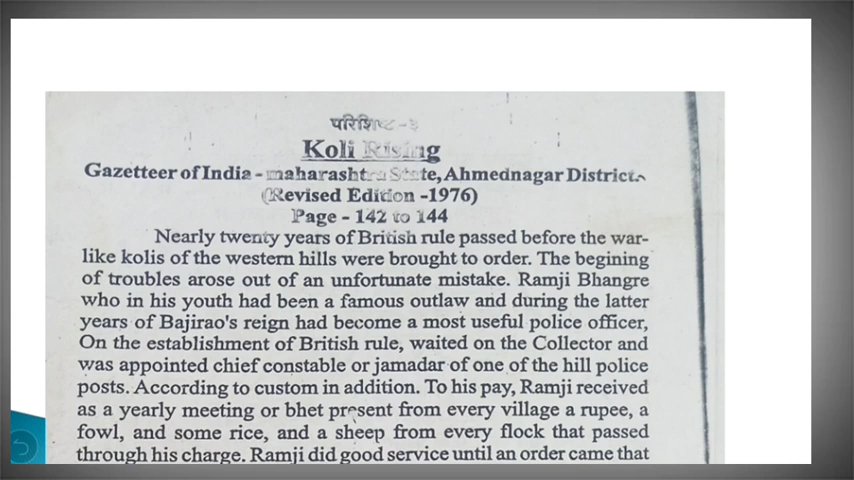 परिशिष्ट -३
Koli Rising
Gazetteer of India - maharashtra State, Ahmednagar District.
(Revised Edition -1976)
Page - 142 to 144
Nearly twenty years of British rule passed before the war-
like kolis of the western hills were brought to order. The begining
of troubles arose out of an unfortunate mistake. Ramji Bhangre
who in his youth had been a famous outlaw and during the latter
years of Bajirao's reign had become a most useful police officer,
On the establishment of British rule, waited on the Collector and
was appointed chief constable or jamadar of one of the hill police
posts. According to custom in addition. To his pay, Ramji received
as a yearly meeting or bhet present from every village a rupee, a
fowl, and some rice, and a sheep from every flock that passed
through his charge. Ramji did good service until an order came that